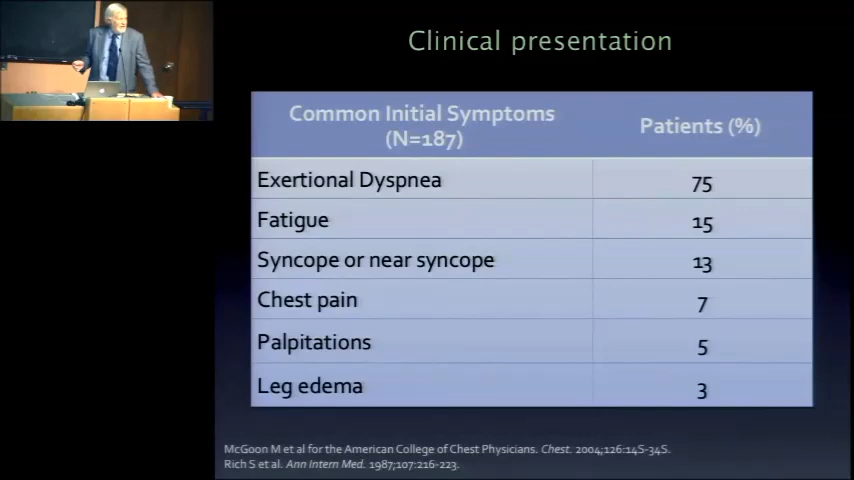 Clinical presentation
Common Initial Symptoms
(N=187)
Patients (%)
Exertional Dyspnea 75
Fatigue 15
Syncope or near syncope 13
Chest pain 7
Palpitations 5
Leg edema 3
McGoon M et al for the American College of Chest Physicians. Chest. 2004;126:14S-34S.
Rich S et al. Ann Intern Med. 1987;107:216-223.